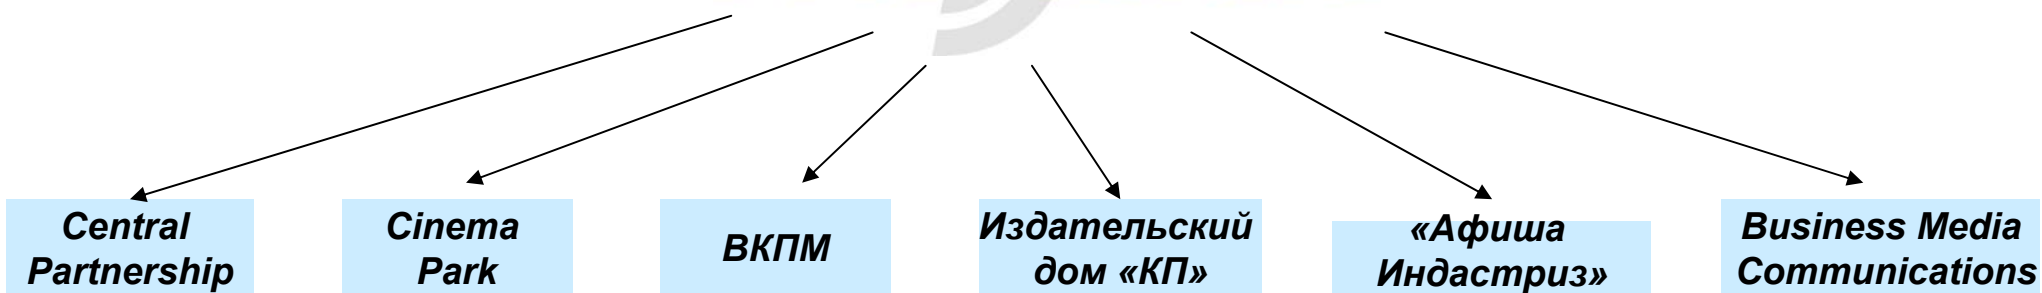 Central
Partnership
Cinema
Park
ВКПМ
Издательский
дом «КП»
«Афиша
Индастриз»
Business Media
Communications